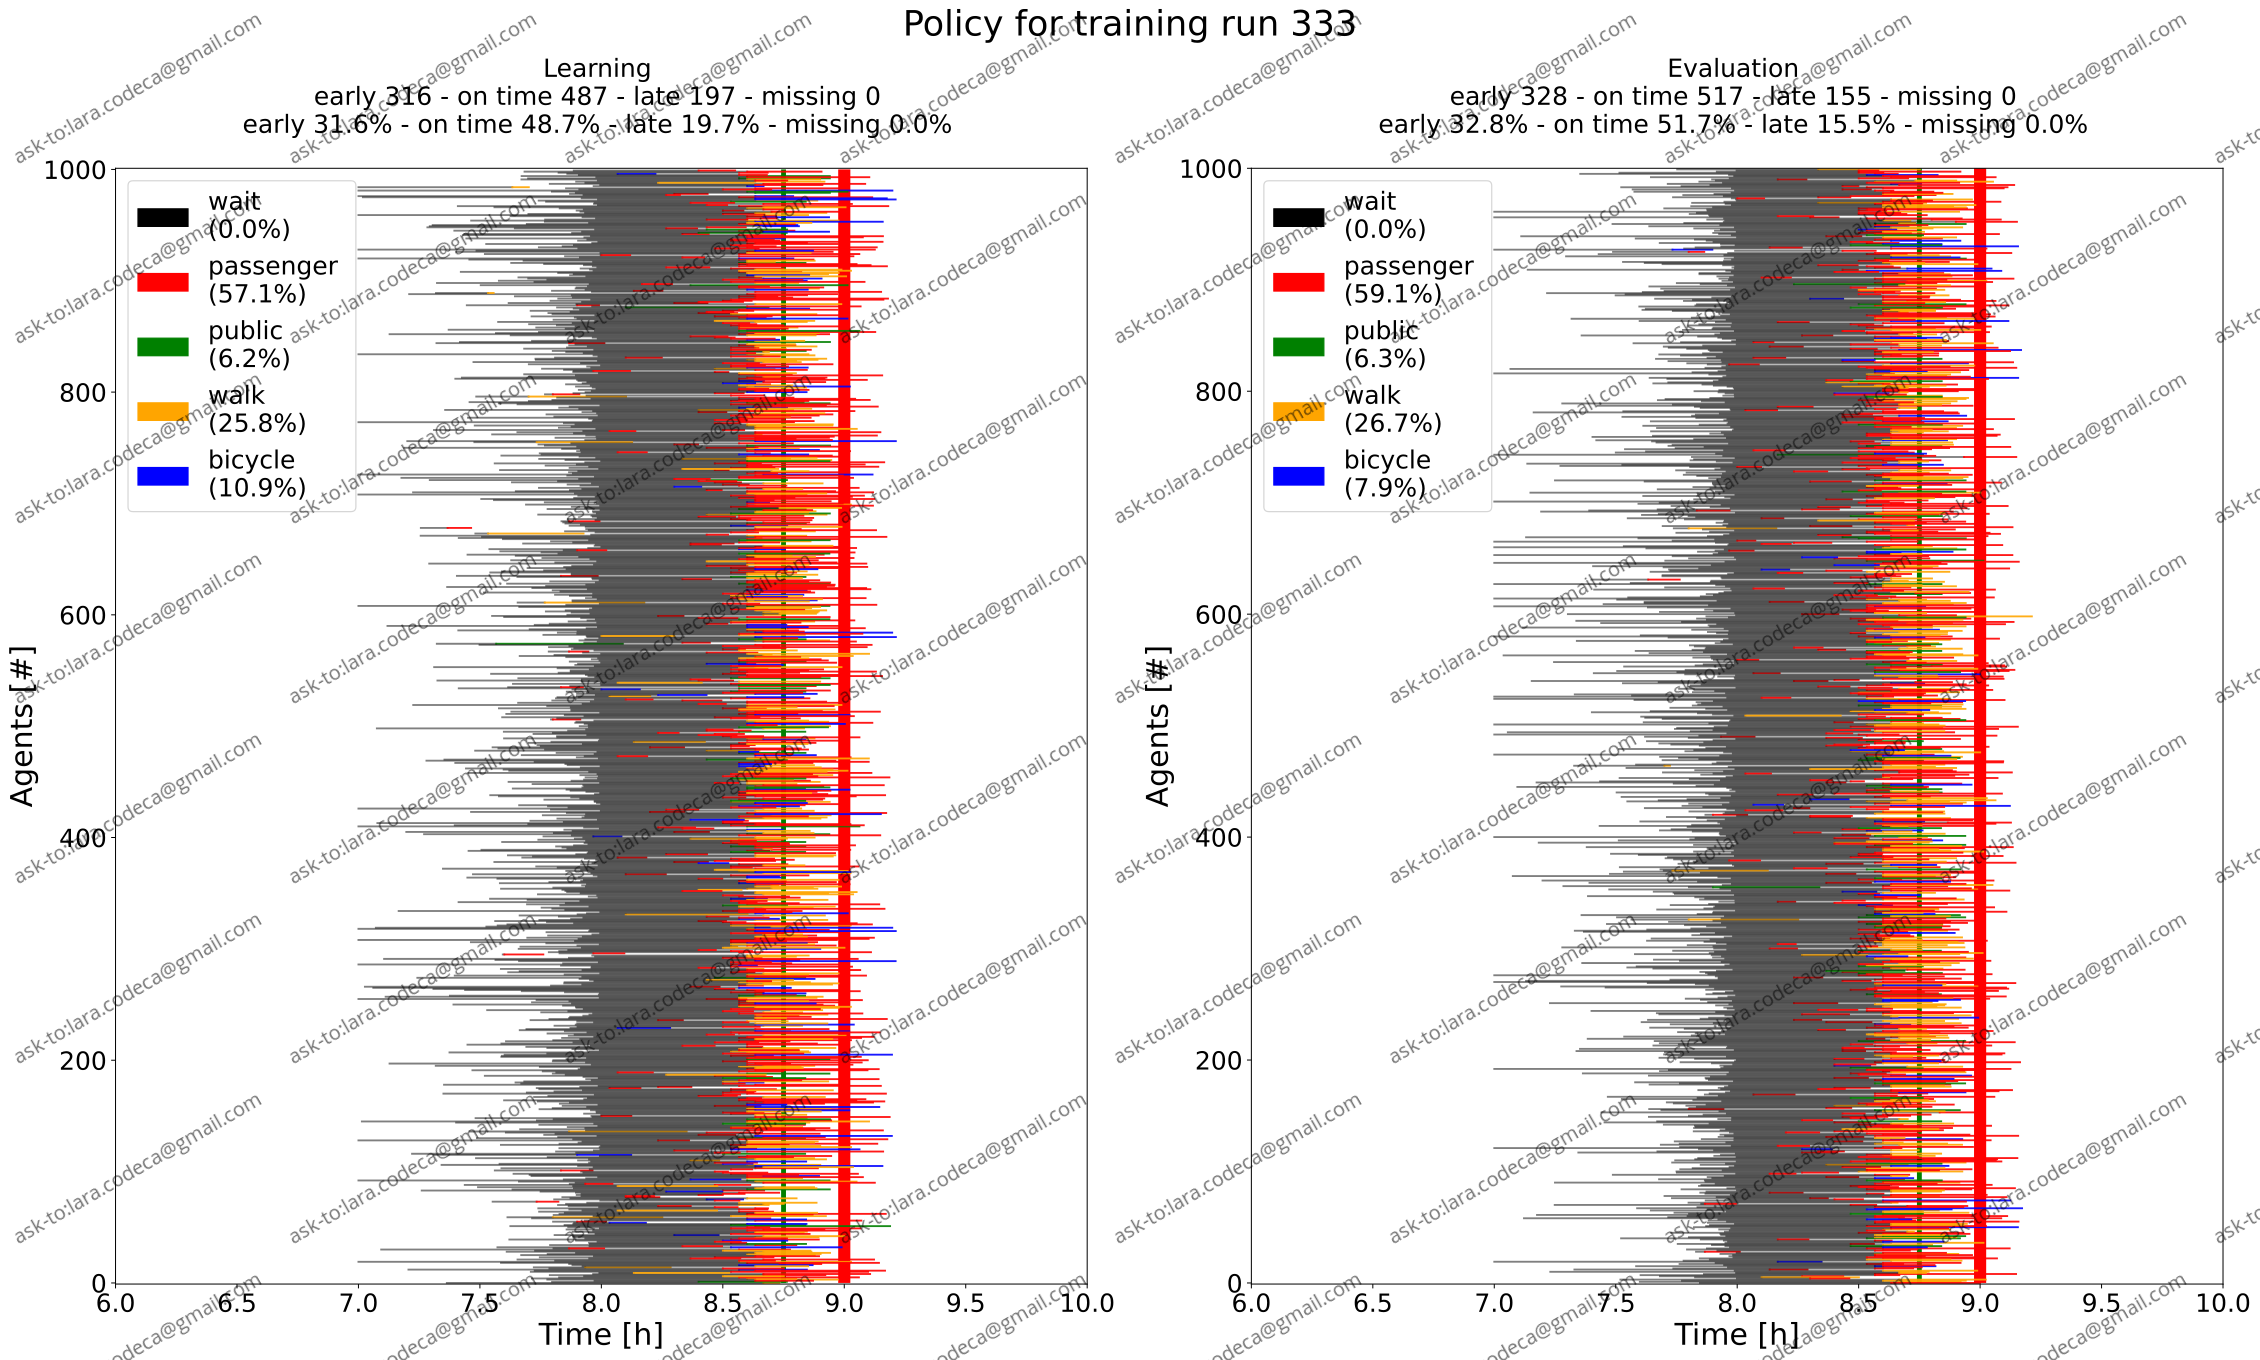 Policy for training run 333
Learning
early 316 - on time 487 - late 197 - missing 0
early 31.6% - on time 48.7% - late 19.7% - missing 0.0%
wait
(0.0%)
passenger
(57.1%)
public
(6.2%)
walk
(25.8%)
bicycle
(10.9%)
Agents [#]
1000
800
600
400
200
0
6.0 6.5 7.0 7.5 8.0 8.5 9.0 9.5 10.0
Time [h]
Evaluation
early 328 - on time 517 - late 155 - missing 0
early 32.8% - on time 51.7% - late 15.5% - missing 0.0%
wait
(0.0%)
passenger
(59.1%)
public
(6.3%)
walk
(26.7%)
bicycle
(7.9%)
Agents [#]
1000
800
600
400
200
0
6.0 6.5 7.0 7.5 8.0 8.5 9.0 9.5 10.0
Time [h]
ask-to:lara.codeca@gmail.com